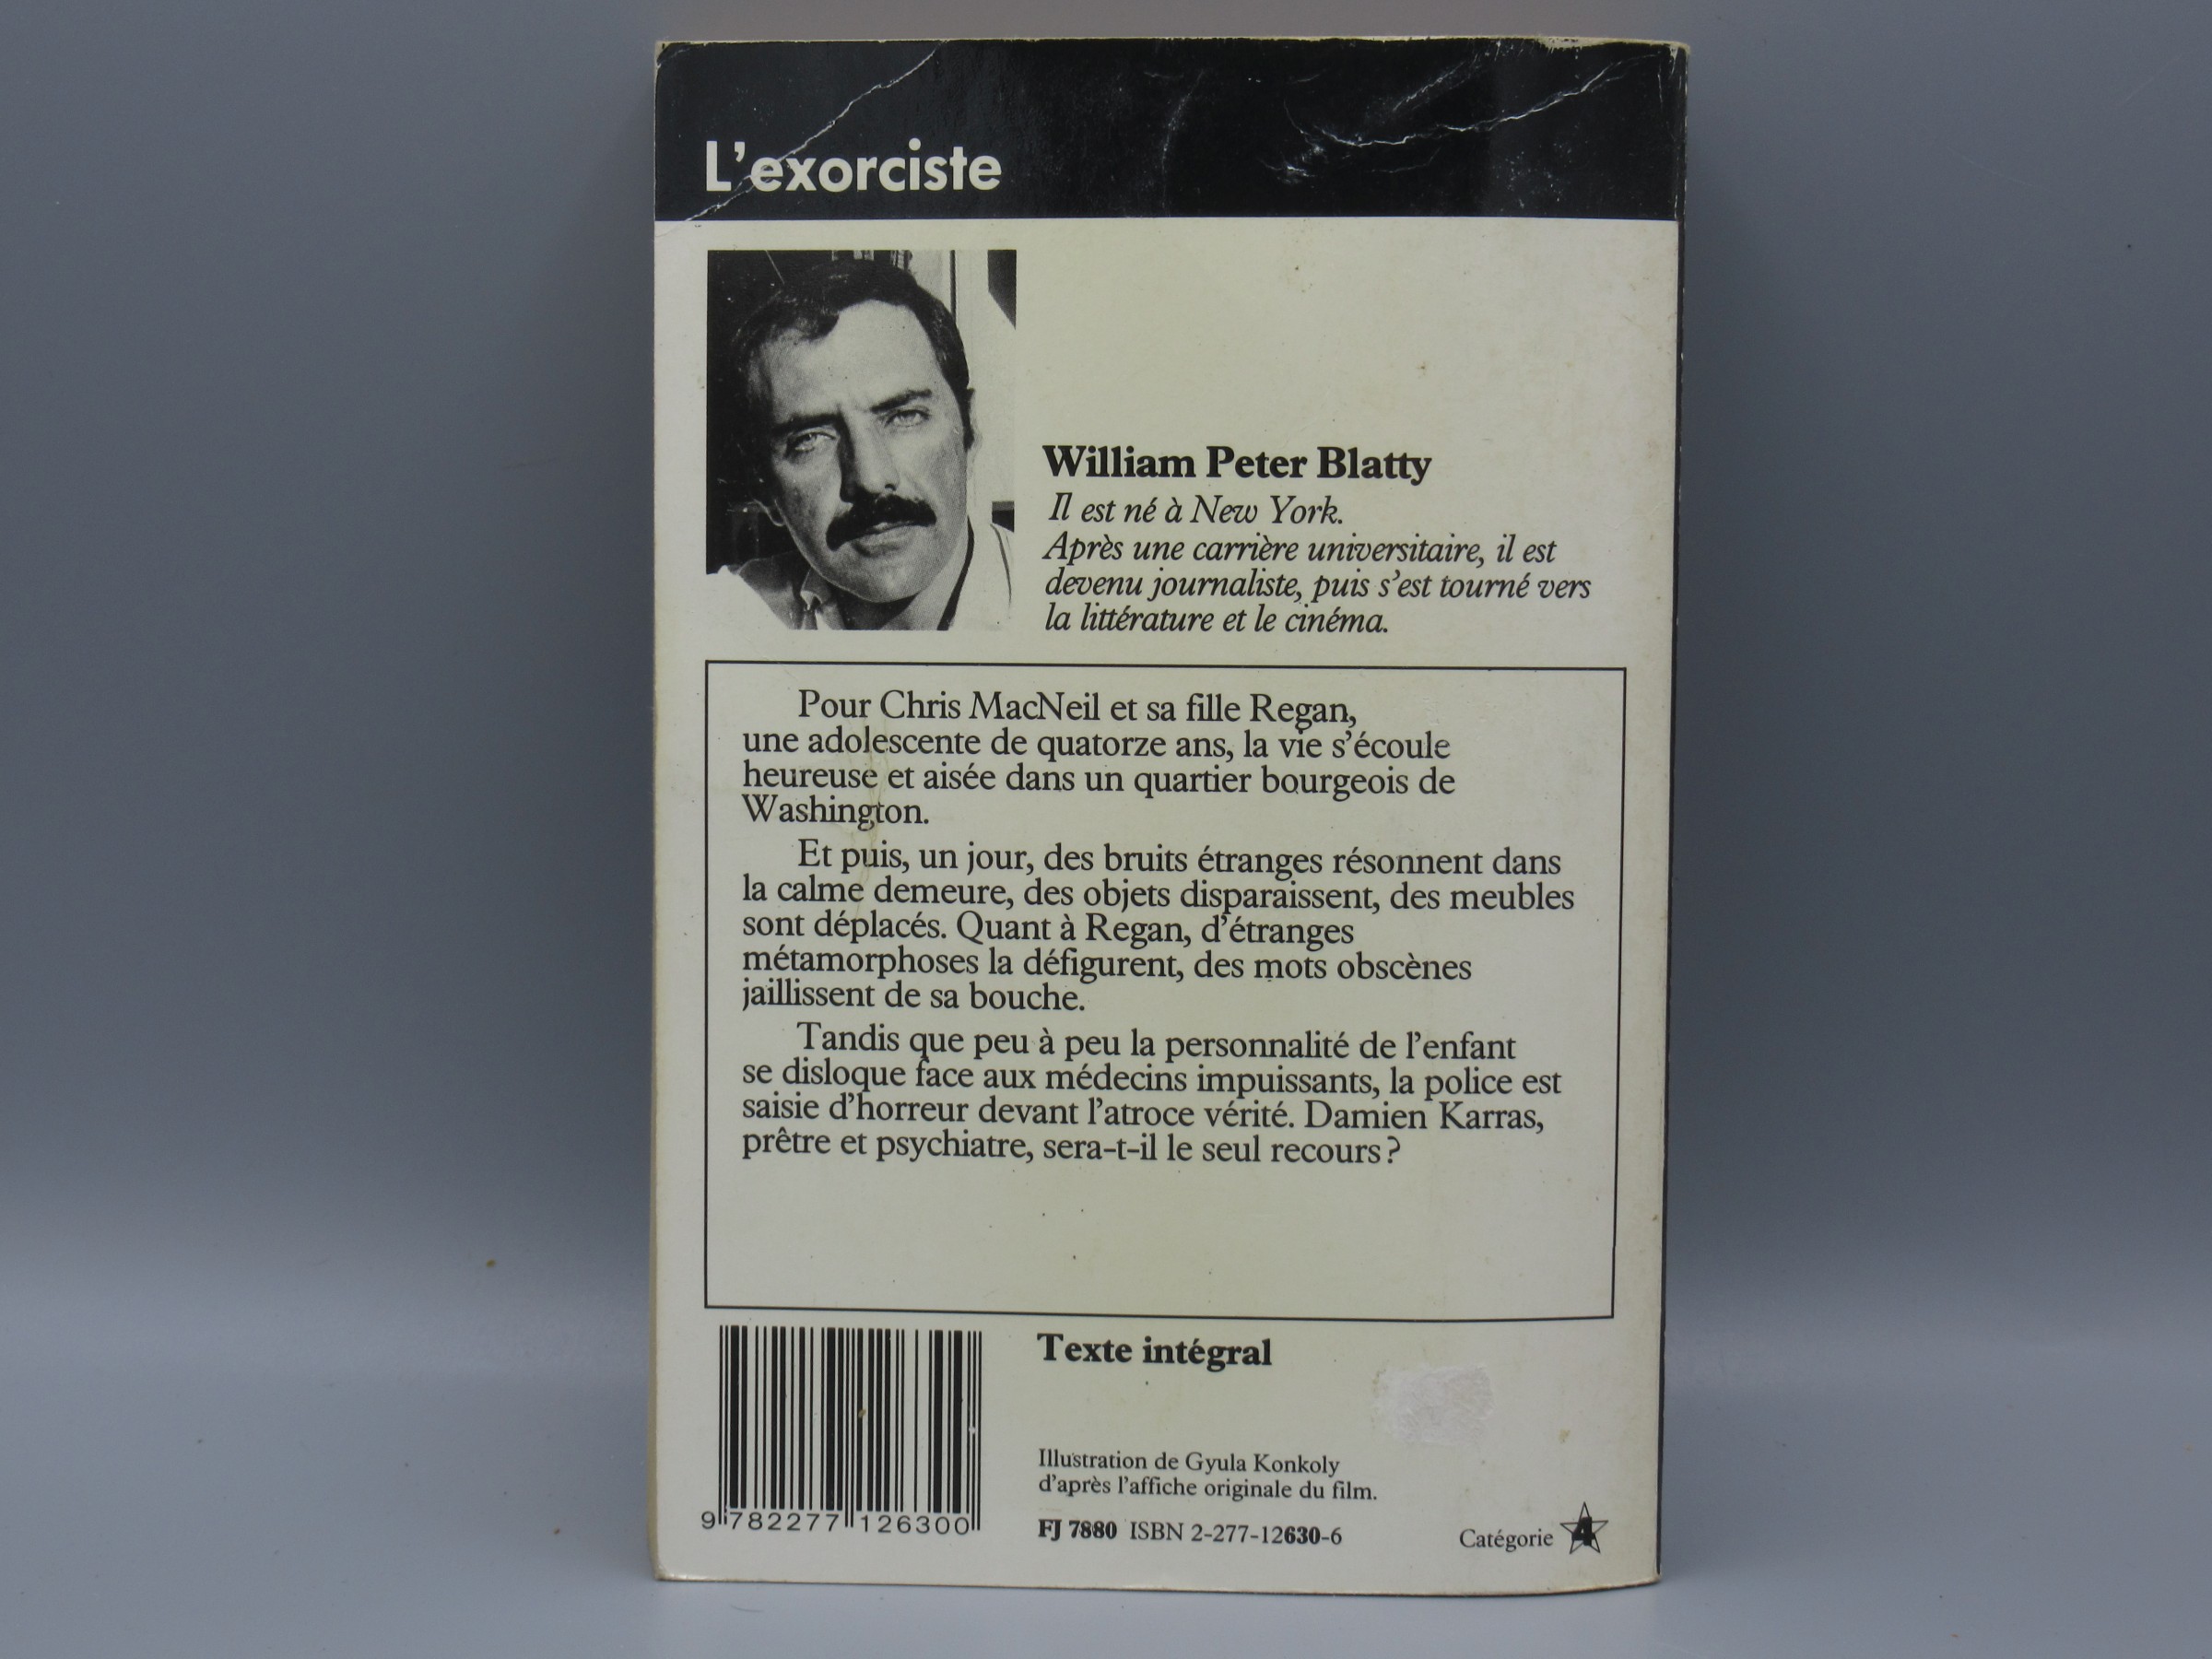 L'exorciste
William Peter Blatty
Il est né à New York.
Après une carrière universitaire, il est
devenu journaliste, puis s'est tourné vers
la littérature et le cinéma.
Pour Chris MacNeil et sa fille Regan,
une adolescente de quatorze ans, la vie s'écoule
heureuse et aisée dans un quartier bourgeois de
Washington.
Et puis, un jour, des bruits étranges résonnent dans
la calme demeure, des objets disparaissent, des meubles
sont déplacés. Quant à Regan, d'étranges
métamorphoses la défigurent, des mots obscènes
jaillissent de sa bouche.
Tandis que peu à peu la personnalité de l'enfant
se disloque face aux médecins impuissants, la police est
saisie d'horreur devant l'atroce vérité. Damien Karras,
prêtre et psychiatre, sera-t-il le seul recours ?
Texte intégral
Illustration de Gyula Konkoly
d'après l'affiche originale du film.
9 782277 126300
FJ 7880 ISBN 2-277-12630-6
Catégorie 4